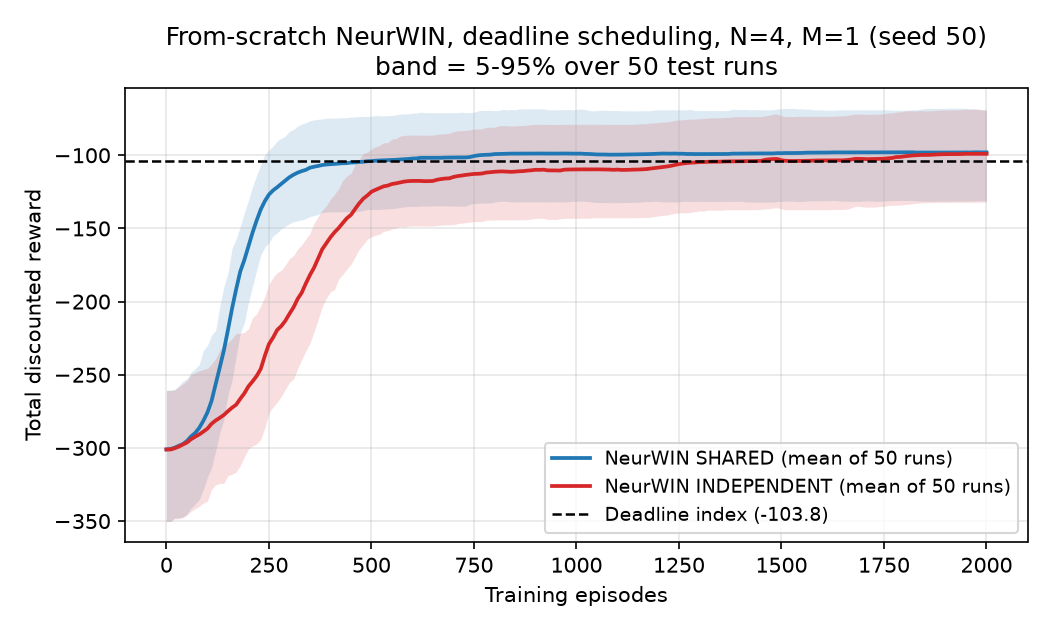 From-scratch NeurWIN, deadline scheduling, N=4, M=1 (seed 50)
band = 5-95% over 50 test runs
Total discounted reward
−100
−150
−200
−250
−300
−350
NeurWIN SHARED (mean of 50 runs)
NeurWIN INDEPENDENT (mean of 50 runs)
Deadline index (-103.8)
0 250 500 750 1000 1250 1500 1750 2000
Training episodes